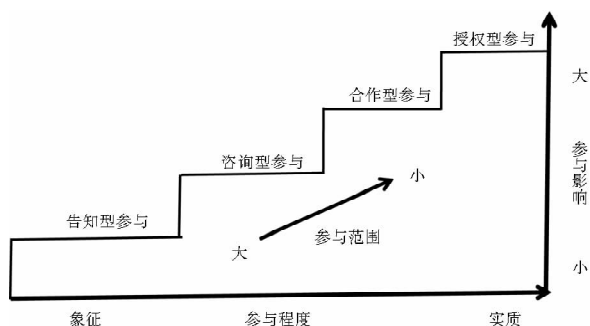 授权型参与
大
合作型参与
咨询型参与
参与影响
小
告知型参与
参与范围
大
小
象征
参与程度
实质